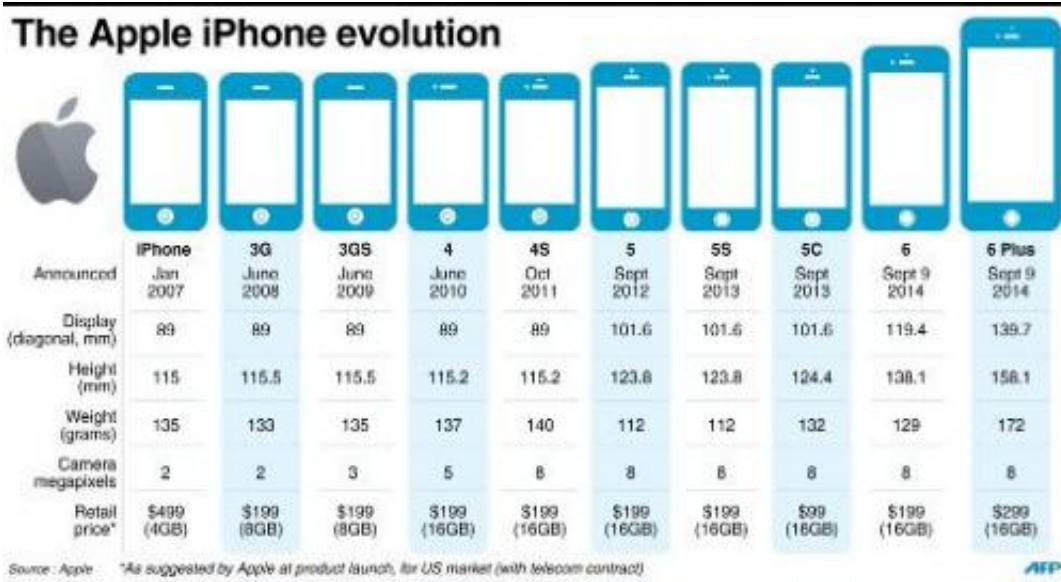 The Apple iPhone evolution
iPhone 3G 3GS 4 4S 5 5S 5C 6 6 Plus
Announced Jan 2007 June 2008 June 2009 June 2010 Oct 2011 Sept 2012 Sept 2013 Sept 2013 Sept 9 2014 Sept 9 2014
Display (diagonal, mm) 89 89 89 89 89 101.6 101.6 101.6 119.4 139.7
Height (mm) 115 115.5 115.5 115.2 115.2 123.8 123.8 124.4 138.1 158.1
Weight (grams) 135 133 135 137 140 112 112 132 129 172
Camera megapixels 2 2 3 5 8 8 8 8 8 8
Retail price* $499 (4GB) $199 (8GB) $199 (8GB) $199 (16GB) $199 (16GB) $199 (16GB) $199 (16GB) $99 (16GB) $199 (16GB) $299 (16GB)
Source : Apple *As suggested by Apple at product launch, for US market (with telecom contract) AFP